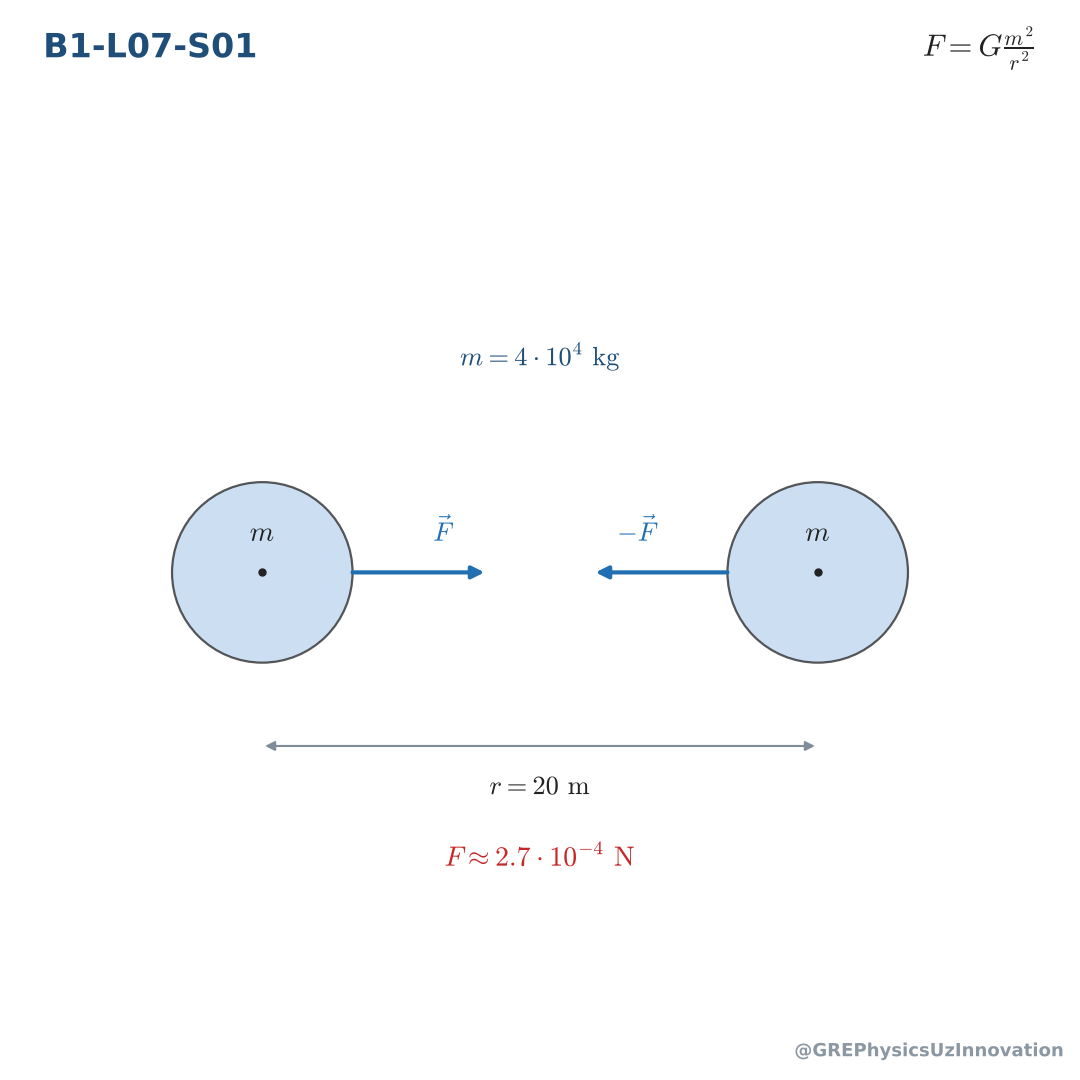 B1-L07-S01
F = G m²/r²
m = 4 · 10⁴ kg
m
F⃗
−F⃗
m
r = 20 m
F ≈ 2.7 · 10⁻⁴ N
@GREPhysicsUzInnovation